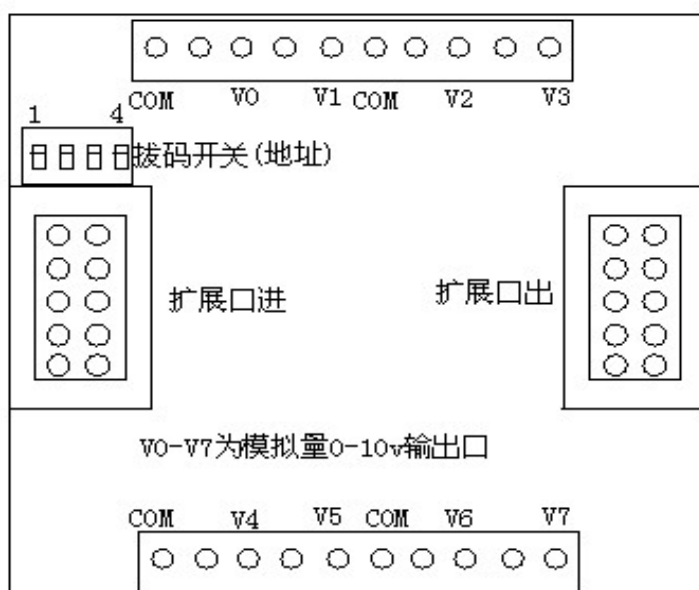 COM V0 V1 COM V2 V3
1 4
拔码开关(地址)
扩展口进
扩展口出
V0-V7为模拟量0-10v输出口
COM V4 V5 COM V6 V7